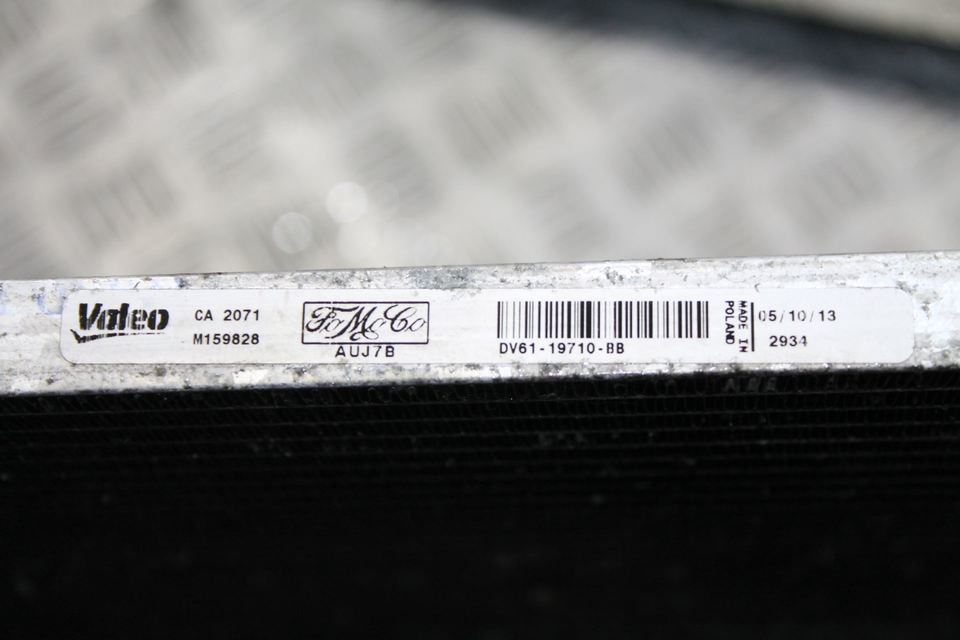 Valeo
CA 2071
M159828
FoMoCo
AUJ7B
DV61-19710-BB
MADE IN
POLAND
05/10/13
2934